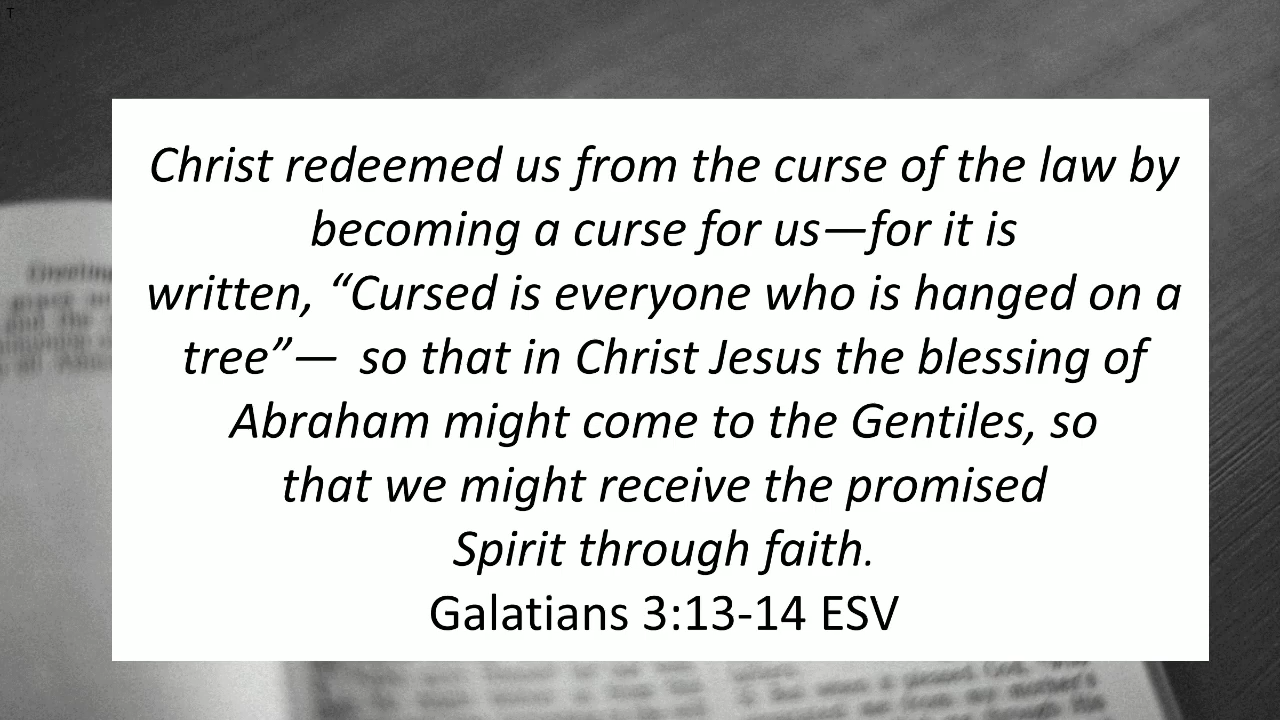 T
Christ redeemed us from the curse of the law by
becoming a curse for us—for it is
written, “Cursed is everyone who is hanged on a
tree”— so that in Christ Jesus the blessing of
Abraham might come to the Gentiles, so
that we might receive the promised
Spirit through faith.
Galatians 3:13-14 ESV
Greeting